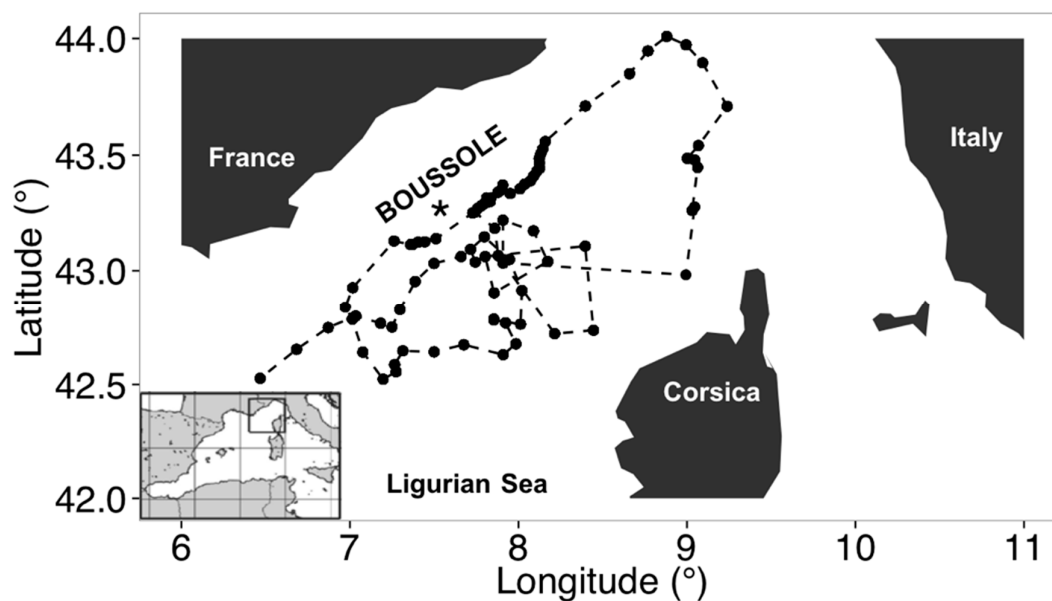 44.0
43.5
43.0
42.5
42.0
Latitude (°)
France
BOUSSOLE
*
Italy
Corsica
Ligurian Sea
6 7 8 9 10 11
Longitude (°)